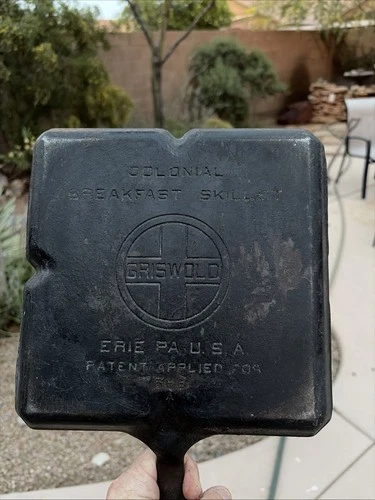 COLONIAL
BREAKFAST SKILLET
GRISWOLD
ERIE PA. U.S.A.
PATENT APPLIED FOR